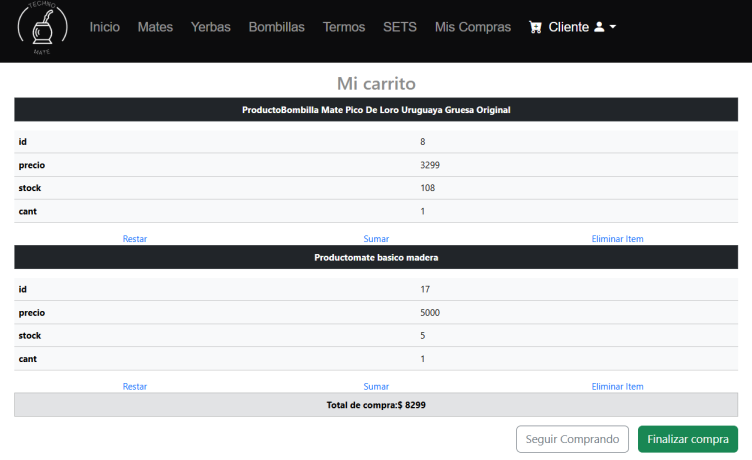 TECHNO
MATE
Inicio Mates Yerbas Bombillas Termos SETS Mis Compras Cliente
Mi carrito
ProductoBombilla Mate Pico De Loro Uruguaya Gruesa Original
id 8
precio 3299
stock 108
cant 1
Restar Sumar Eliminar Item
Productomate basico madera
id 17
precio 5000
stock 5
cant 1
Restar Sumar Eliminar Item
Total de compra:$ 8299
Seguir Comprando Finalizar compra